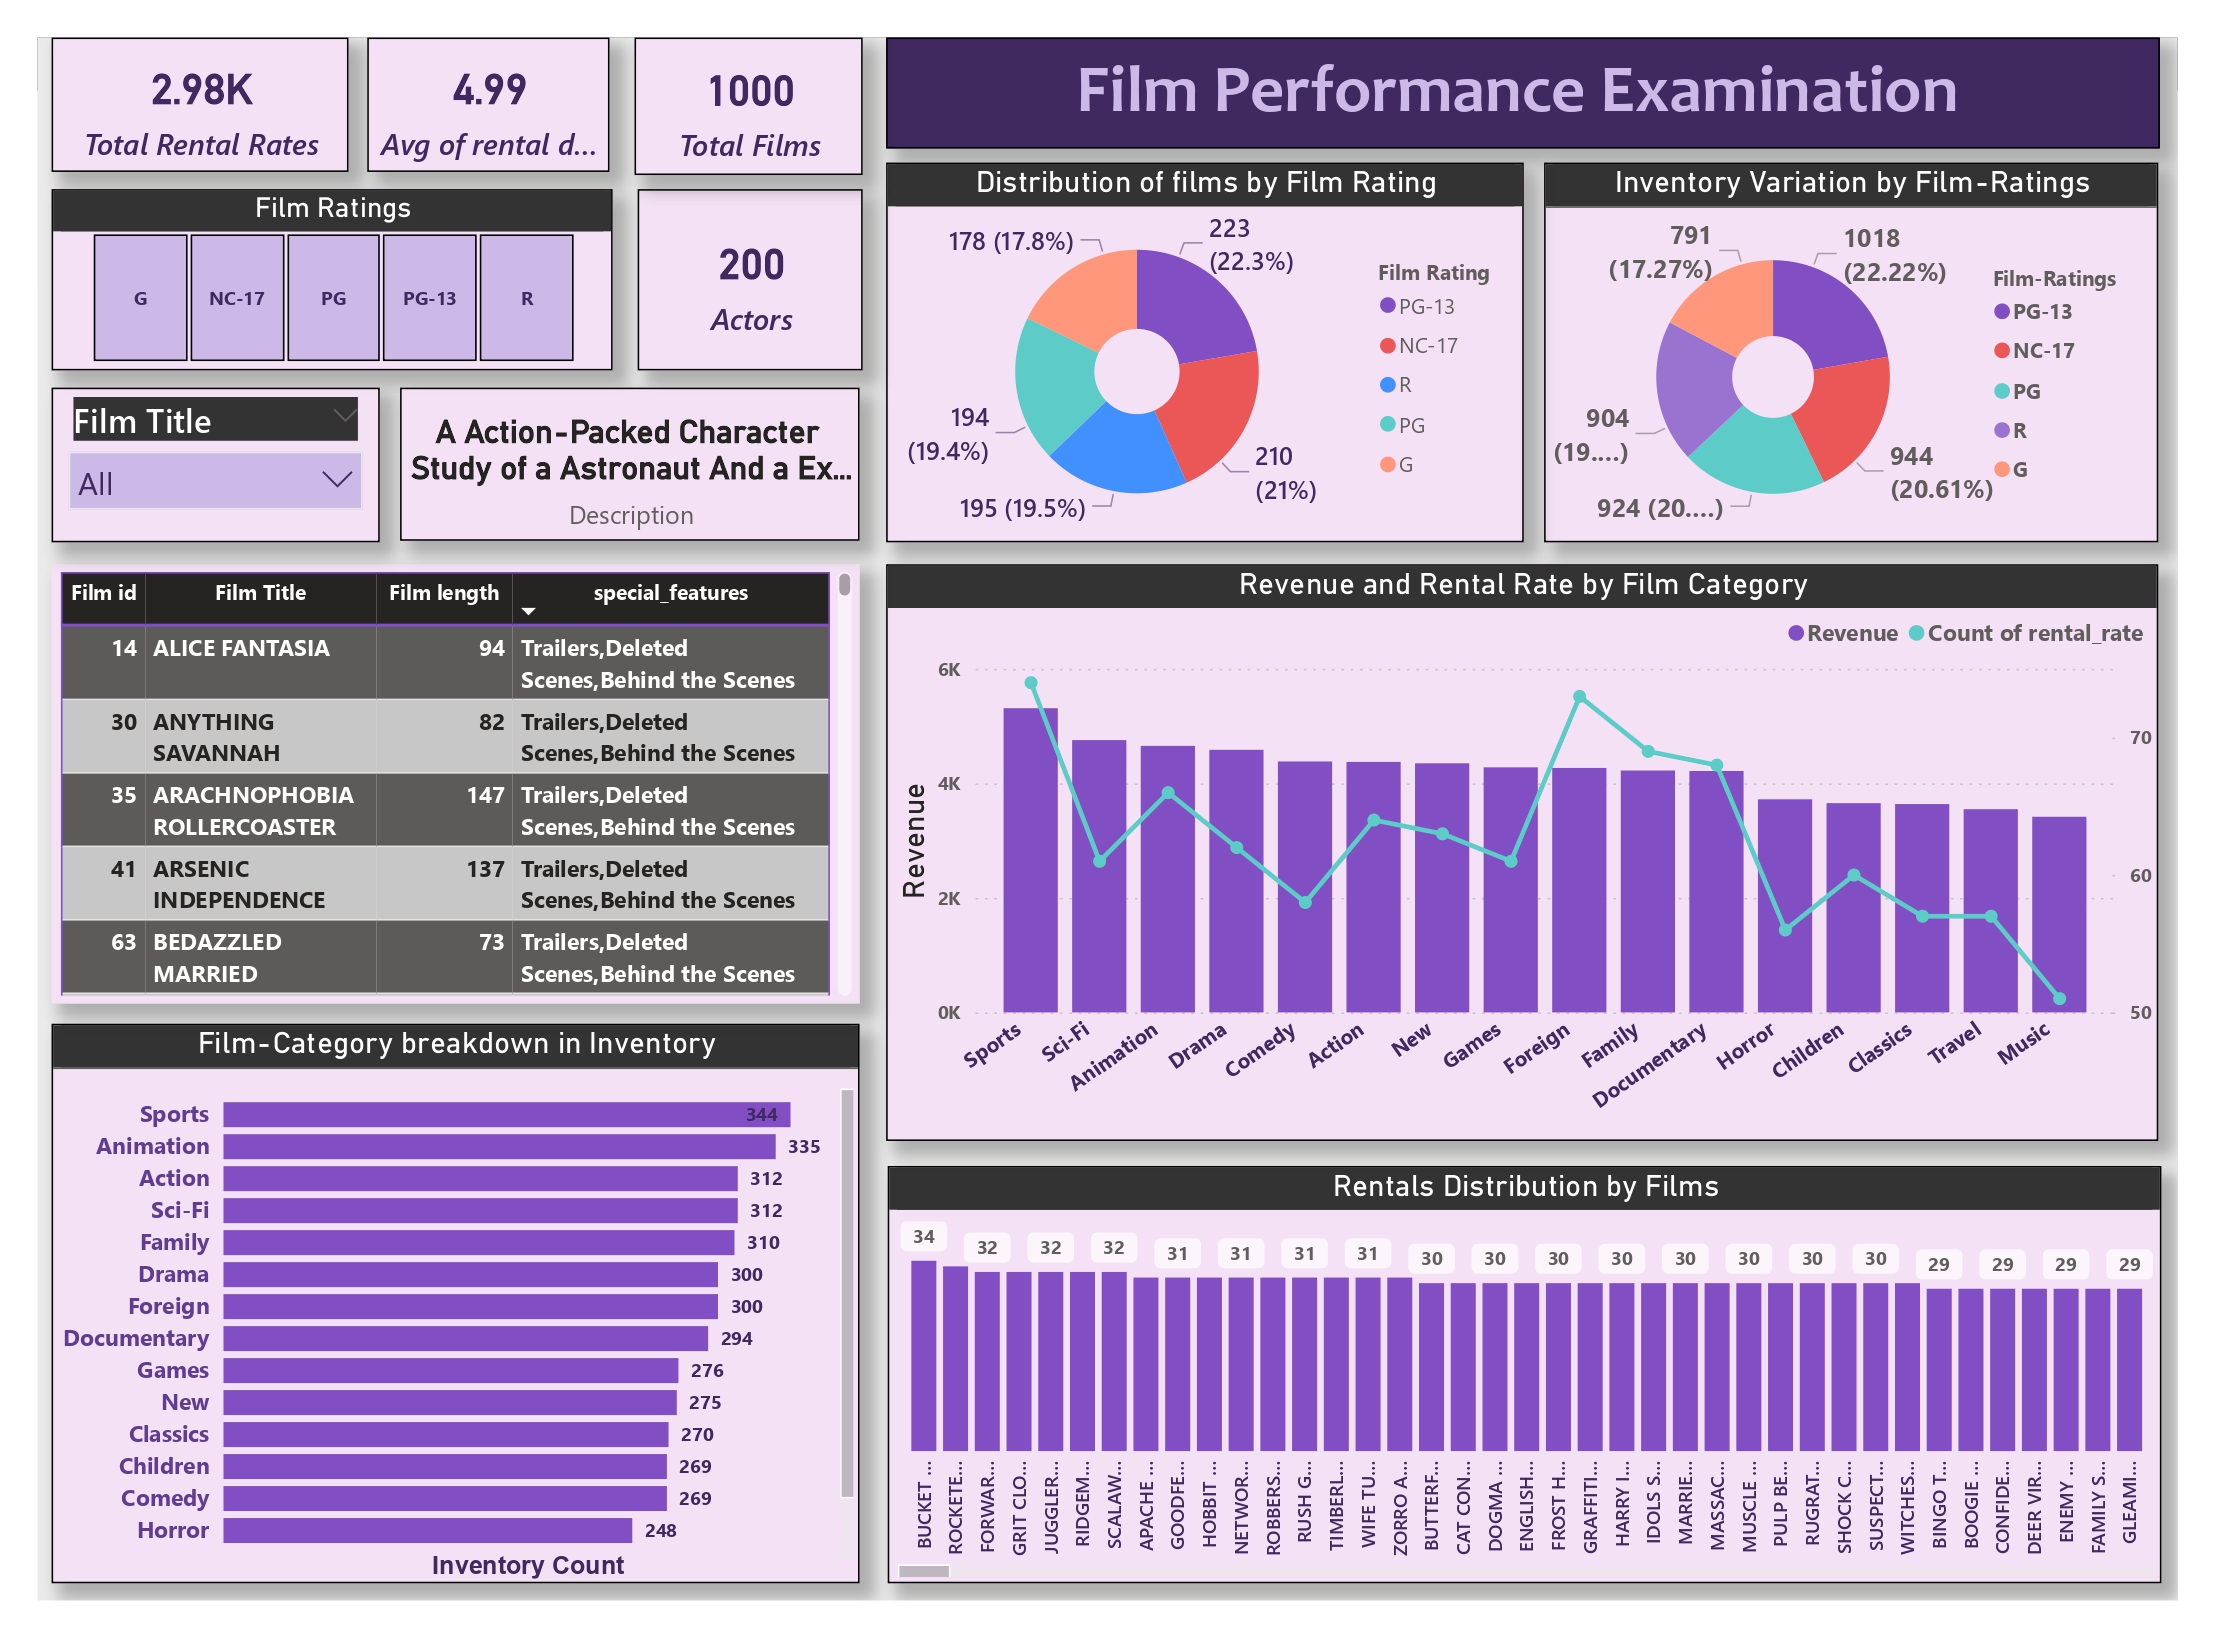 2.98K
Total Rental Rates
4.99
Avg of rental d...
1000
Total Films
Film Performance Examination
Film Ratings
G
NC-17
PG
PG-13
R
200
Actors
Film Title
All
A Action-Packed Character
Study of a Astronaut And a Ex...
Description
Distribution of films by Film Rating
178 (17.8%)
223
(22.3%)
194
(19.4%)
210
(21%)
195 (19.5%)
Film Rating
PG-13
NC-17
R
PG
G
Inventory Variation by Film-Ratings
791
(17.27%)
1018
(22.22%)
904
(19....)
944
(20.61%)
924 (20....)
Film-Ratings
PG-13
NC-17
PG
R
G
Film id Film Title Film length special_features
14 ALICE FANTASIA 94 Trailers,Deleted
Scenes,Behind the Scenes
30 ANYTHING 82 Trailers,Deleted
SAVANNAH Scenes,Behind the Scenes
35 ARACHNOPHOBIA 147 Trailers,Deleted
ROLLERCOASTER Scenes,Behind the Scenes
41 ARSENIC 137 Trailers,Deleted
INDEPENDENCE Scenes,Behind the Scenes
63 BEDAZZLED 73 Trailers,Deleted
MARRIED Scenes,Behind the Scenes
Revenue and Rental Rate by Film Category
Revenue Count of rental_rate
6K
4K
2K
0K
Revenue
70
60
50
Sports
Sci-Fi
Animation
Drama
Comedy
Action
New
Games
Foreign
Family
Documentary
Horror
Children
Classics
Travel
Music
Film-Category breakdown in Inventory
Sports 344
Animation 335
Action 312
Sci-Fi 312
Family 310
Drama 300
Foreign 300
Documentary 294
Games 276
New 275
Classics 270
Children 269
Comedy 269
Horror 248
Inventory Count
Rentals Distribution by Films
34 32 32 32 31 31 31 31 30 30 30 30 30 30 30 30 29 29 29 29
BUCKET ...
ROCKETE...
FORWAR...
GRIT CLO...
JUGGLER...
RIDGEM...
SCALAW...
APACHE ...
GOODFE...
HOBBIT ...
NETWOR...
ROBBERS...
RUSH G...
TIMBERL...
WIFE TU...
ZORRO A...
BUTTERF...
CAT CON...
DOGMA ...
ENGLISH...
FROST H...
GRAFFITI...
HARRY I...
IDOLS S...
MARRIE...
MASSAC...
MUSCLE ...
PULP BE...
RUGRAT...
SHOCK C...
SUSPECT...
WITCHES...
BINGO T...
BOOGIE ...
CONFIDE...
DEER VIR...
ENEMY ...
FAMILY S...
GLEAMI...